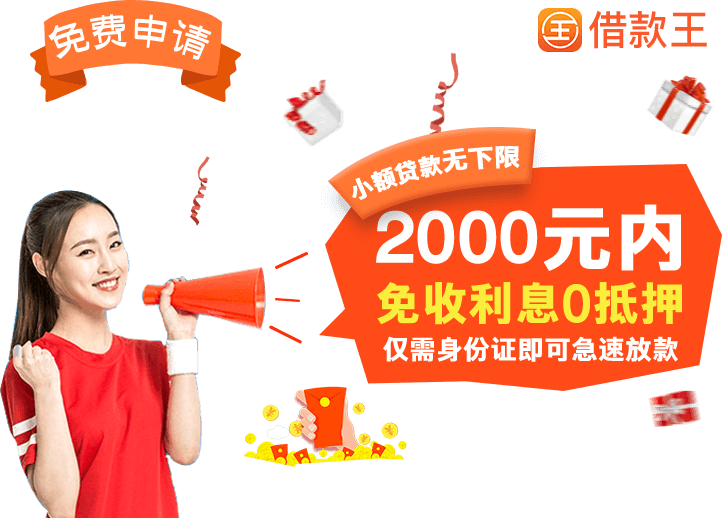 免费申请
王 借款王
小额贷款无下限
2000元内
免收利息0抵押
仅需身份证即可急速放款